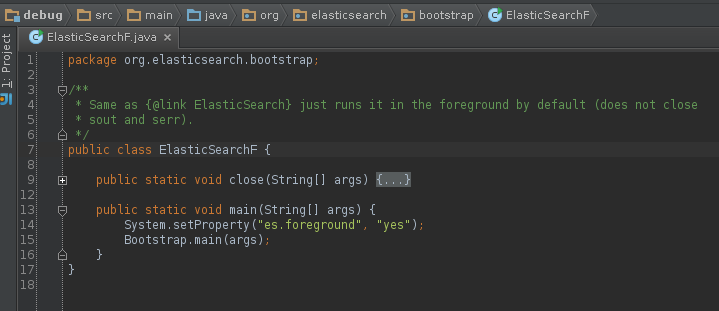 debug src main java org elasticsearch bootstrap ElasticSearchF
1: Project
ElasticSearchF.java
1 package org.elasticsearch.bootstrap;
2
3 /**
4 * Same as {@link ElasticSearch} just runs it in the foreground by default (does not close
5 * sout and serr).
6 */
7 public class ElasticSearchF {
8
9 public static void close(String[] args) {...}
12
13 public static void main(String[] args) {
14 System.setProperty("es.foreground", "yes");
15 Bootstrap.main(args);
16 }
17 }
18